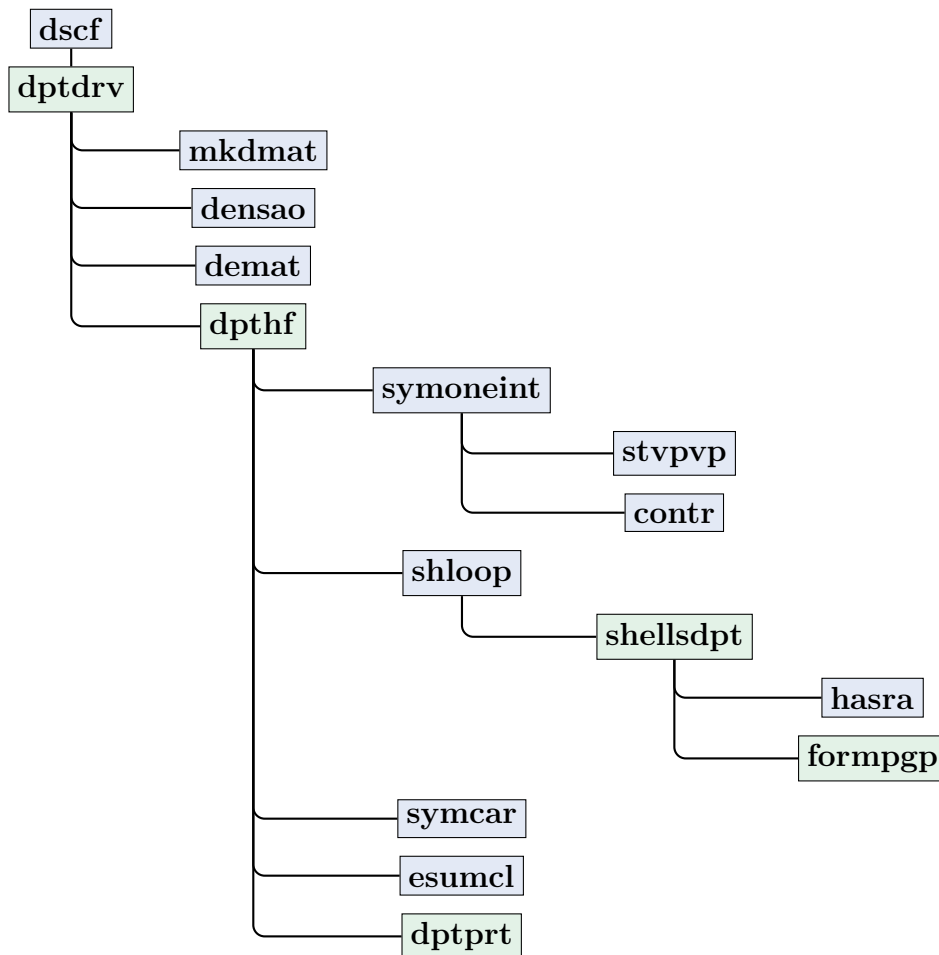 dscf
dptdrv
mkdmat
densao
demat
dpthf
symoneint
stvpvp
contr
shloop
shellsdpt
hasra
formpgp
symcar
esumcl
dptprt